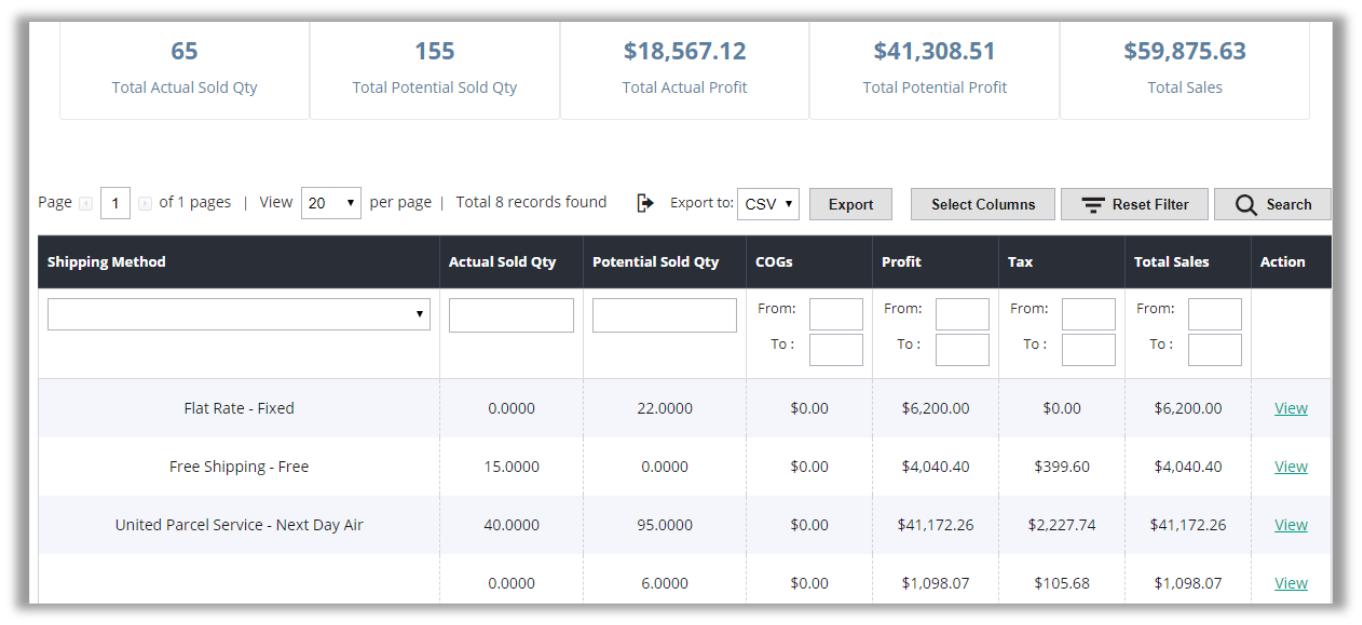 65 155 $18,567.12 $41,308.51 $59,875.63
Total Actual Sold Qty Total Potential Sold Qty Total Actual Profit Total Potential Profit Total Sales
Page 1 of 1 pages | View 20 per page | Total 8 records found Export to: CSV Export Select Columns Reset Filter Search
Shipping Method Actual Sold Qty Potential Sold Qty COGs Profit Tax Total Sales Action
From: From: From: From:
To : To : To : To :
Flat Rate - Fixed 0.0000 22.0000 $0.00 $6,200.00 $0.00 $6,200.00 View
Free Shipping - Free 15.0000 0.0000 $0.00 $4,040.40 $399.60 $4,040.40 View
United Parcel Service - Next Day Air 40.0000 95.0000 $0.00 $41,172.26 $2,227.74 $41,172.26 View
0.0000 6.0000 $0.00 $1,098.07 $105.68 $1,098.07 View